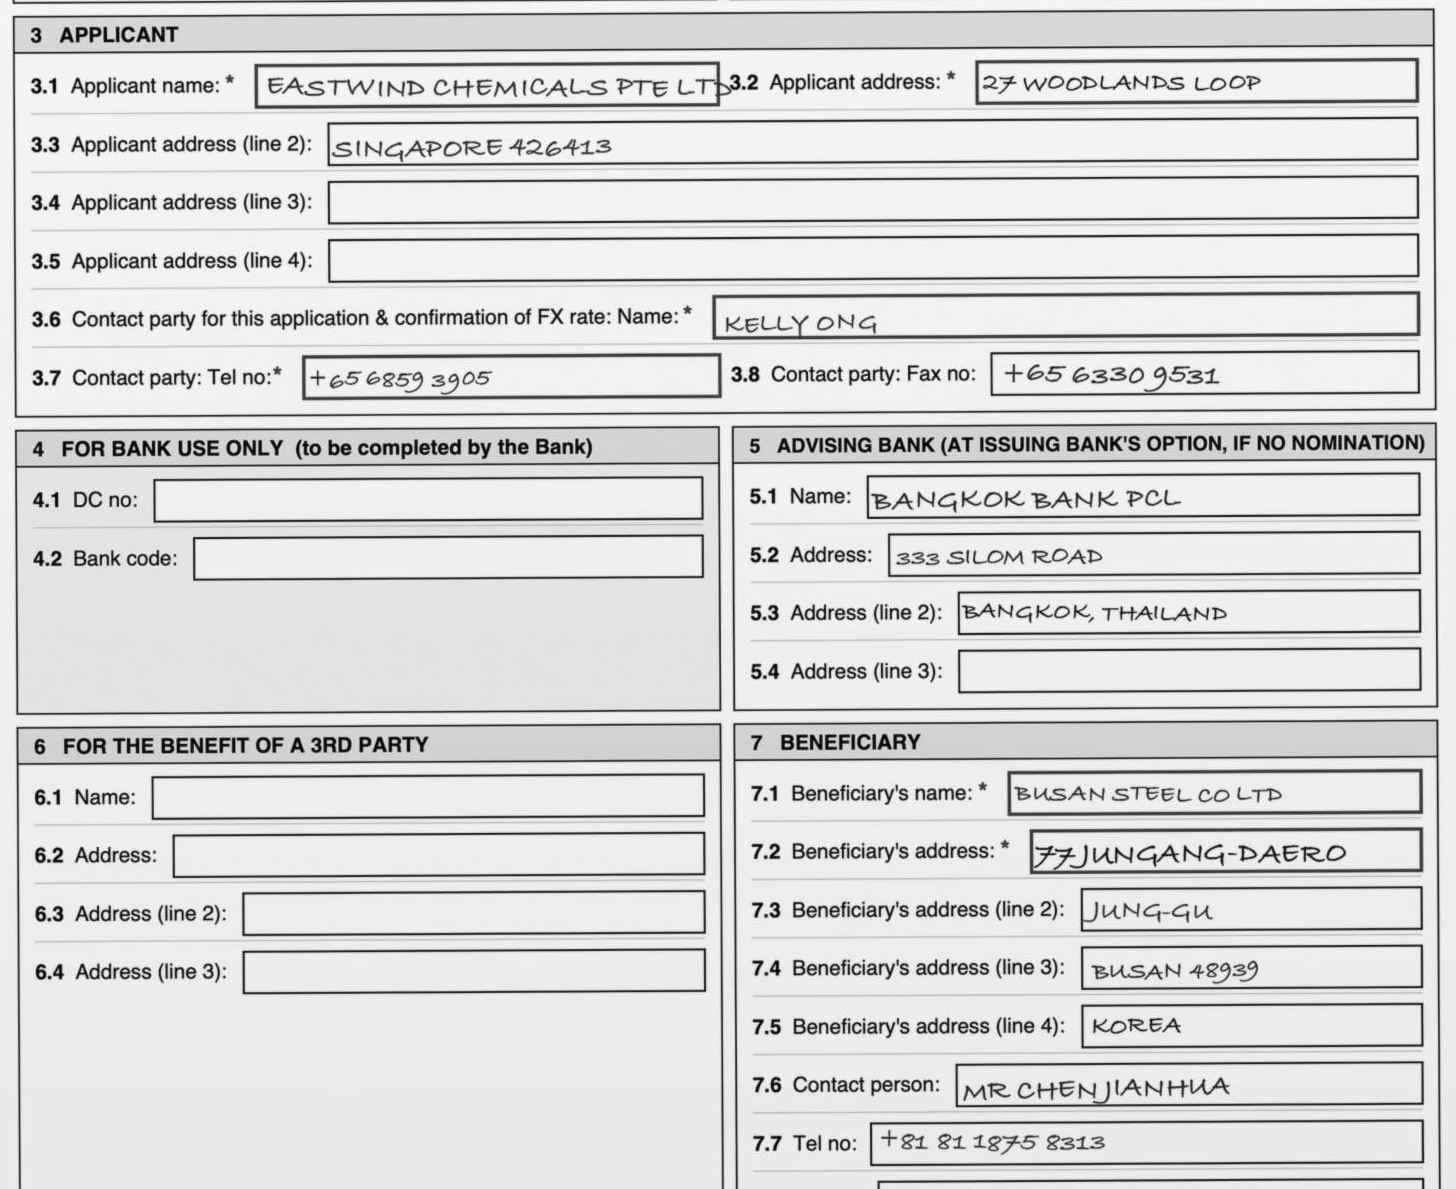 3 APPLICANT
3.1 Applicant name: * EASTWIND CHEMICALS PTE LTD 3.2 Applicant address: * 27 WOODLANDS LOOP
3.3 Applicant address (line 2): SINGAPORE 426413
3.4 Applicant address (line 3):
3.5 Applicant address (line 4):
3.6 Contact party for this application & confirmation of FX rate: Name: * KELLY ONG
3.7 Contact party: Tel no:* +65 6859 3905 3.8 Contact party: Fax no: +65 6330 9531
4 FOR BANK USE ONLY (to be completed by the Bank)
4.1 DC no:
4.2 Bank code:
5 ADVISING BANK (AT ISSUING BANK'S OPTION, IF NO NOMINATION)
5.1 Name: BANGKOK BANK PCL
5.2 Address: 333 SILOM ROAD
5.3 Address (line 2): BANGKOK, THAILAND
5.4 Address (line 3):
6 FOR THE BENEFIT OF A 3RD PARTY
6.1 Name:
6.2 Address:
6.3 Address (line 2):
6.4 Address (line 3):
7 BENEFICIARY
7.1 Beneficiary's name: * BUSAN STEEL CO LTD
7.2 Beneficiary's address: * 77 JUNGANG-DAERO
7.3 Beneficiary's address (line 2): JUNG-GU
7.4 Beneficiary's address (line 3): BUSAN 48939
7.5 Beneficiary's address (line 4): KOREA
7.6 Contact person: MR CHEN JIANHUA
7.7 Tel no: +81 81 1875 8313